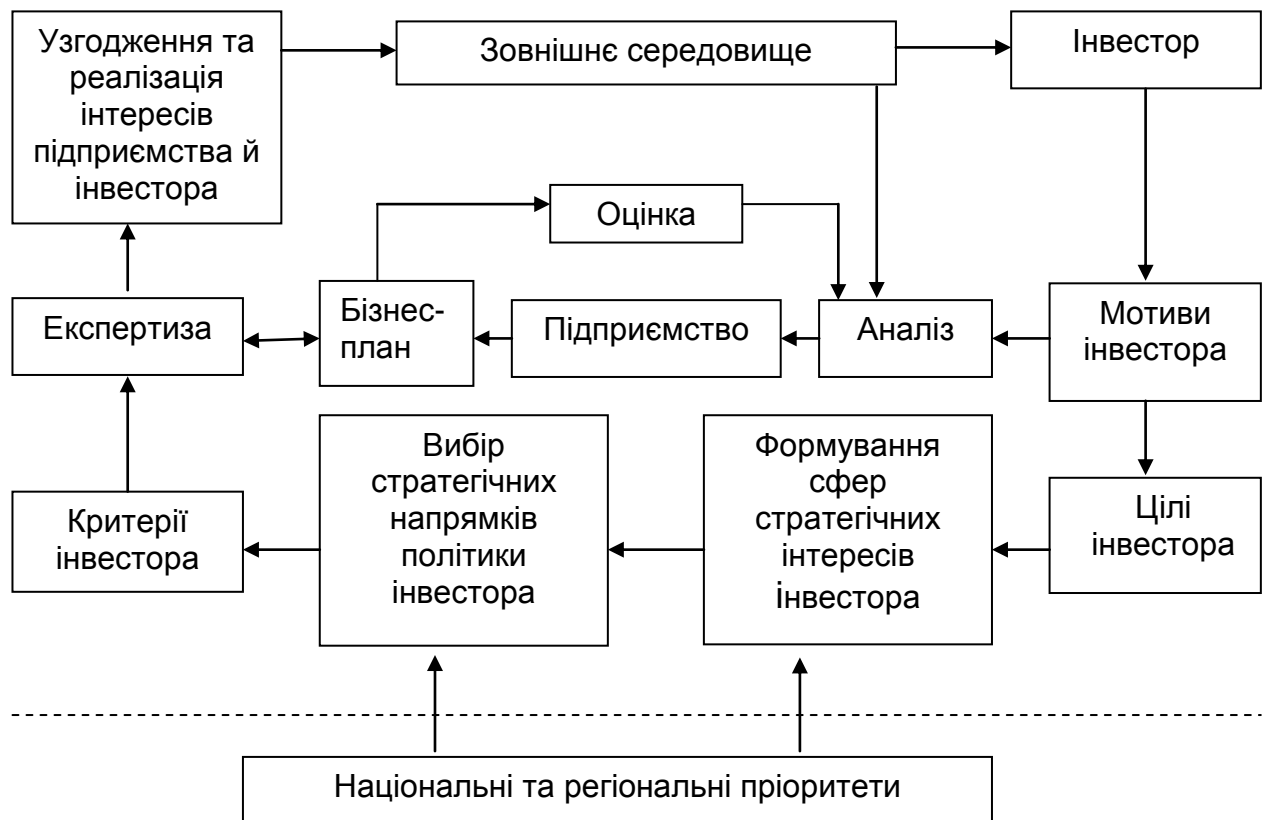 Узгодження та
реалізація
інтересів
підприємства й
інвестора
Зовнішнє середовище
Інвестор
Оцінка
Експертиза
Бізнес-
план
Підприємство
Аналіз
Мотиви
інвестора
Критерії
інвестора
Вибір
стратегічних
напрямків
політики
інвестора
Формування
сфер
стратегічних
інтересів
інвестора
Цілі
інвестора
Національні та регіональні пріоритети